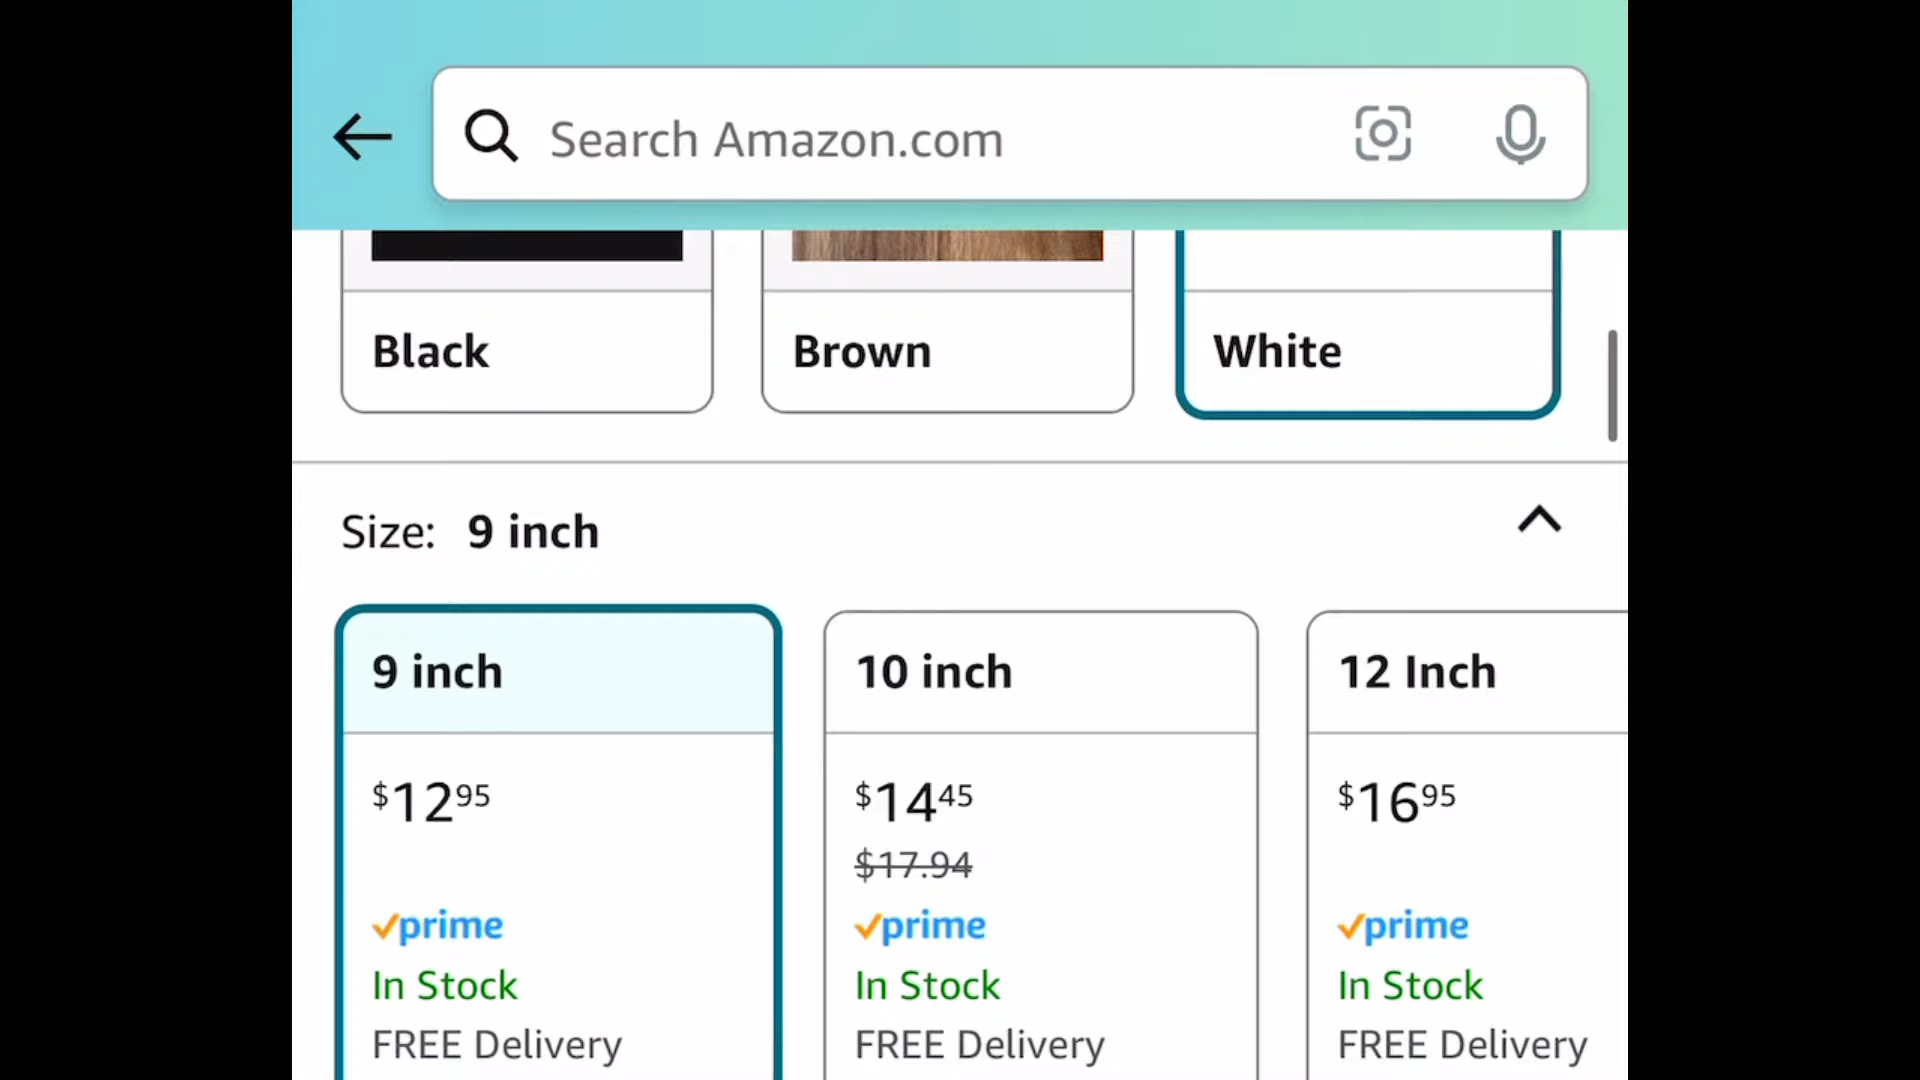 Search Amazon.com
Black
Brown
White
Size: 9 inch
9 inch
10 inch
12 Inch
$12.95
$14.45
$16.95
$17.94
prime
prime
prime
In Stock
In Stock
In Stock
FREE Delivery
FREE Delivery
FREE Delivery